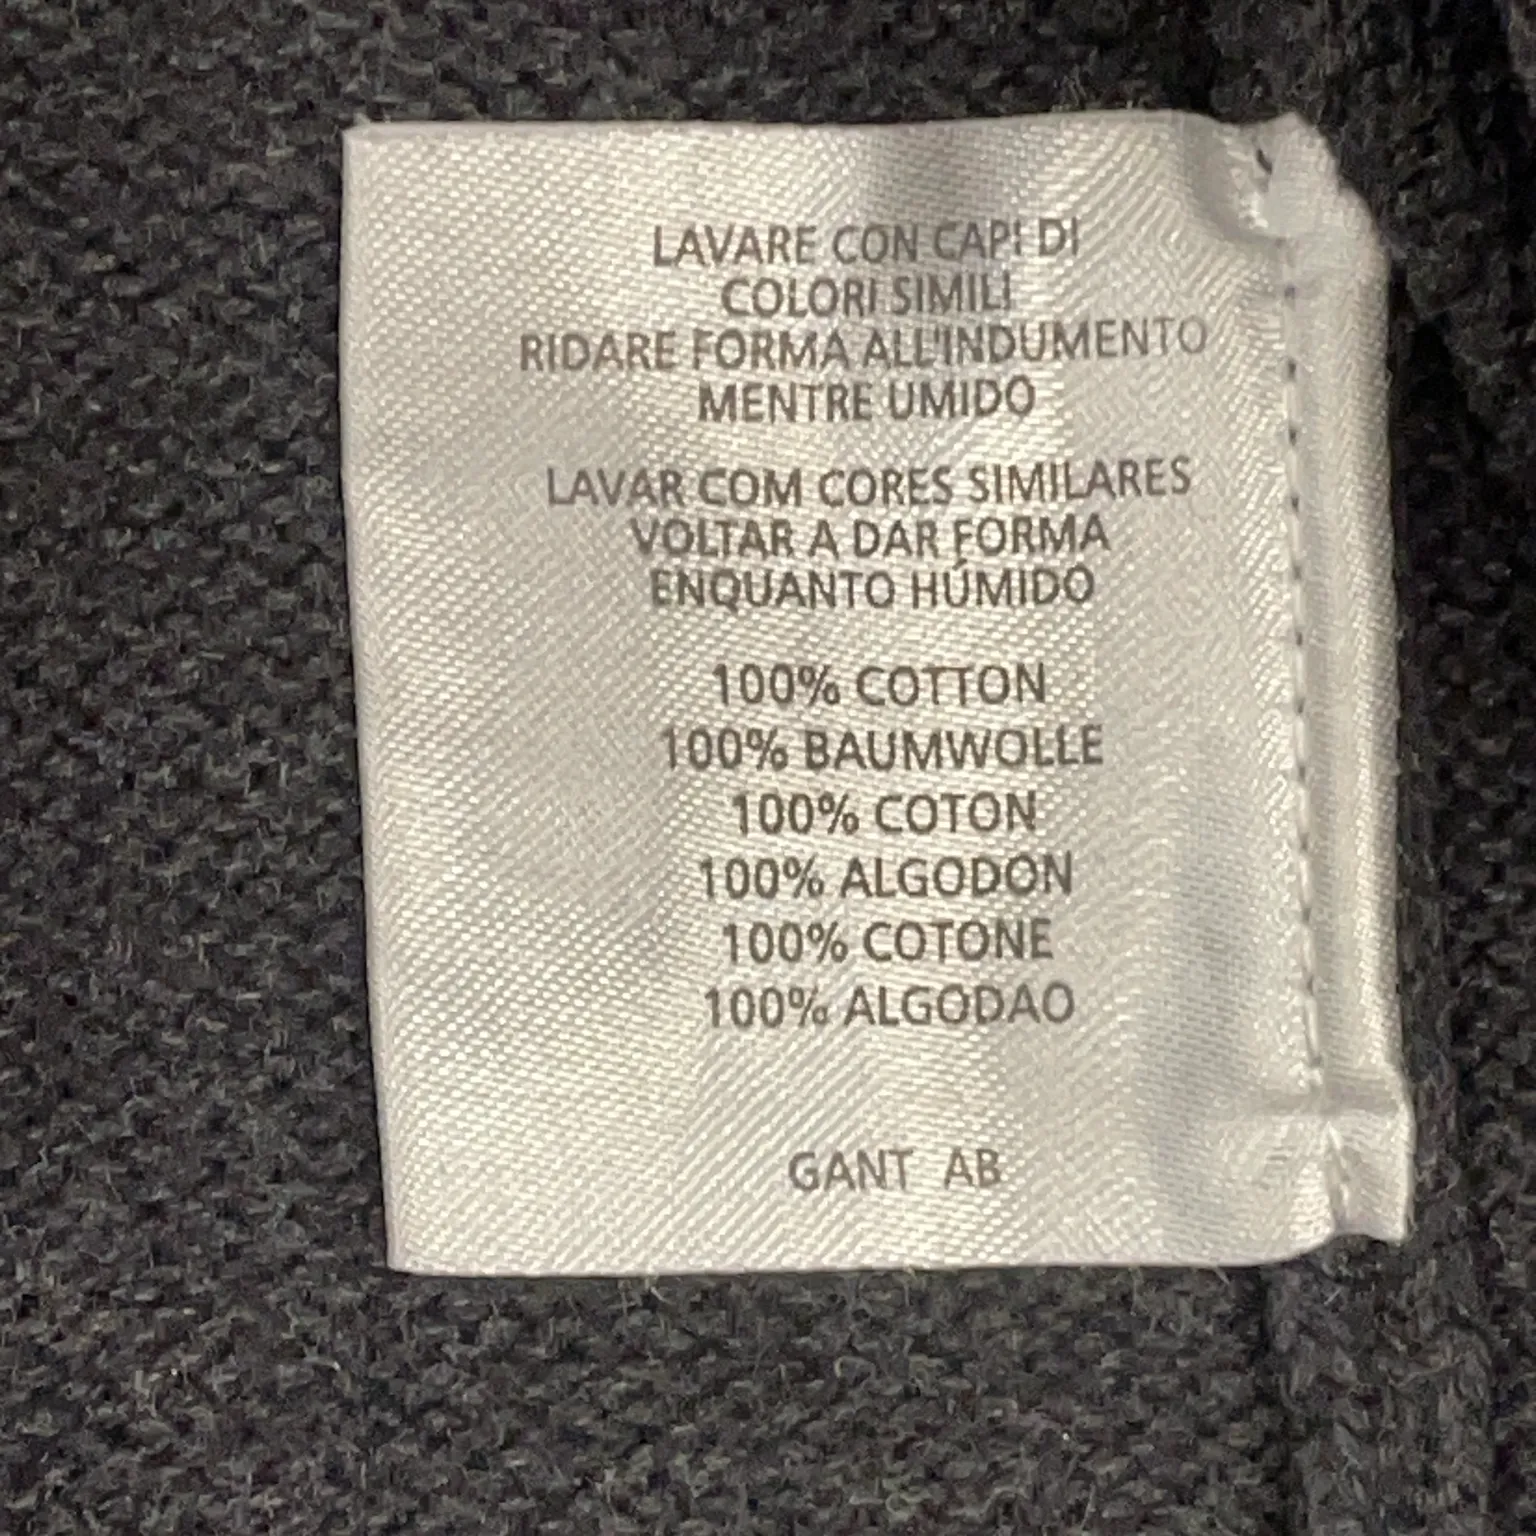 LAVARE CON CAPI DI
COLORI SIMILI
RIDARE FORMA ALL'INDUMENTO
MENTRE UMIDO
LAVAR COM CORES SIMILARES
VOLTAR A DAR FORMA
ENQUANTO HÚMIDO
100% COTTON
100% BAUMWOLLE
100% COTON
100% ALGODON
100% COTONE
100% ALGODAO
GANT AB